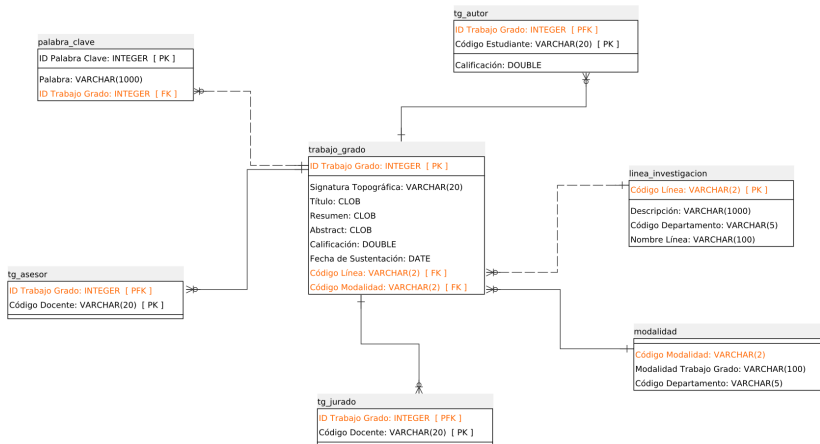 tg_autor
ID Trabajo Grado: INTEGER [ PFK ]
Código Estudiante: VARCHAR(20) [ PK ]
Calificación: DOUBLE
palabra_clave
ID Palabra Clave: INTEGER [ PK ]
Palabra: VARCHAR(1000)
ID Trabajo Grado: INTEGER [ FK ]
trabajo_grado
ID Trabajo Grado: INTEGER [ PK ]
Signatura Topográfica: VARCHAR(20)
Título: CLOB
Resumen: CLOB
Abstract: CLOB
Calificación: DOUBLE
Fecha de Sustentación: DATE
Código Línea: VARCHAR(2) [ FK ]
Código Modalidad: VARCHAR(2) [ FK ]
linea_investigacion
Código Línea: VARCHAR(2) [ PK ]
Descripción: VARCHAR(1000)
Código Departamento: VARCHAR(5)
Nombre Línea: VARCHAR(100)
tg_asesor
ID Trabajo Grado: INTEGER [ PFK ]
Código Docente: VARCHAR(20) [ PK ]
modalidad
Código Modalidad: VARCHAR(2)
Modalidad Trabajo Grado: VARCHAR(100)
Código Departamento: VARCHAR(5)
tg_jurado
ID Trabajo Grado: INTEGER [ PFK ]
Código Docente: VARCHAR(20) [ PK ]